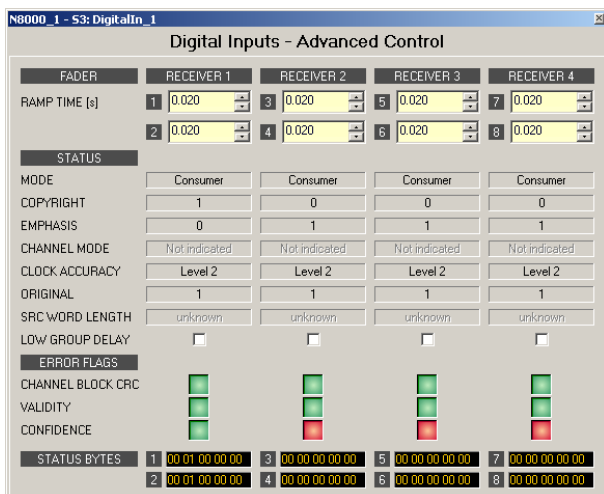 N8000_1 - S3: DigitalIn_1
Digital Inputs - Advanced Control
FADER RECEIVER 1 RECEIVER 2 RECEIVER 3 RECEIVER 4
RAMP TIME [s] 1 0.020 3 0.020 5 0.020 7 0.020
2 0.020 4 0.020 6 0.020 8 0.020
STATUS
MODE Consumer Consumer Consumer Consumer
COPYRIGHT 1 0 0 0
EMPHASIS 0 1 1 1
CHANNEL MODE Not indicated Not indicated Not indicated Not indicated
CLOCK ACCURACY Level 2 Level 2 Level 2 Level 2
ORIGINAL 1 1 1 1
SRC WORD LENGTH unknown unknown unknown unknown
LOW GROUP DELAY
ERROR FLAGS
CHANNEL BLOCK CRC
VALIDITY
CONFIDENCE
STATUS BYTES 1 00 01 00 00 00 3 00 00 00 00 00 5 00 00 00 00 00 7 00 00 00 00 00
2 00 01 00 00 00 4 00 00 00 00 00 6 00 00 00 00 00 8 00 00 00 00 00